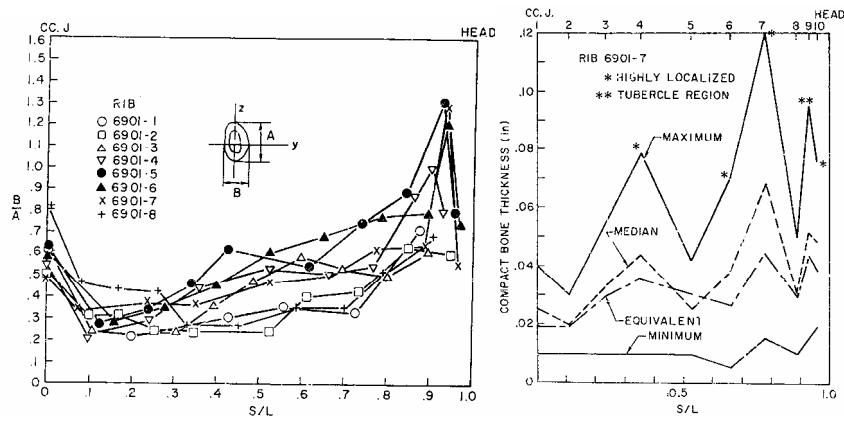 CC. J.
HEAD
1.6
1.5
1.4
1.3
1.2
1.1
1.0
.9
.8
.7
.6
.5
.4
.3
.2
.1
0
B/A
RIB
○ 6901-1
□ 6901-2
△ 6901-3
▽ 6901-4
● 6901-5
▲ 6901-6
x 6901-7
+ 6901-8
z
y
A
B
0 .1 .2 .3 .4 .5 .6 .7 .8 .9 1.0
S/L
CC. J.
HEAD
1 2 3 4 5 6 7 8 9 10
.12
.10
.08
.06
.04
.02
0
COMPACT BONE THICKNESS (in)
RIB 6901-7
* HIGHLY LOCALIZED
** TUBERCLE REGION
*
*
*
**
*
MAXIMUM
MEDIAN
EQUIVALENT
MINIMUM
0.5
1.0
S/L